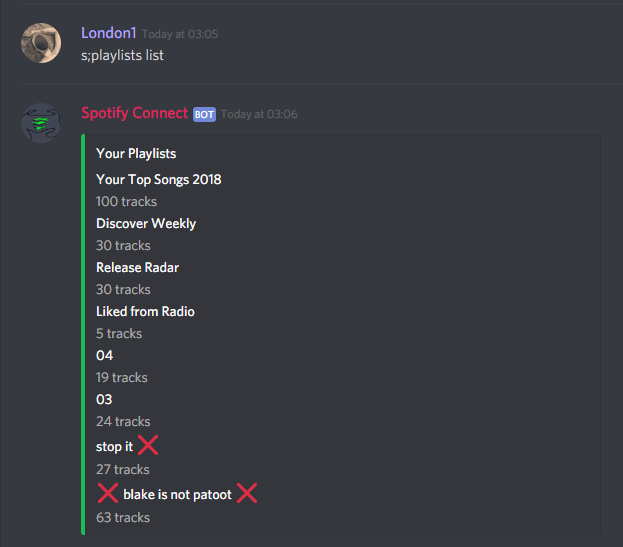 London1 Today at 03:05
s;playlists list
Spotify Connect BOT Today at 03:06
Your Playlists
Your Top Songs 2018
100 tracks
Discover Weekly
30 tracks
Release Radar
30 tracks
Liked from Radio
5 tracks
04
19 tracks
03
24 tracks
stop it ❌
27 tracks
❌ blake is not patoot ❌
63 tracks